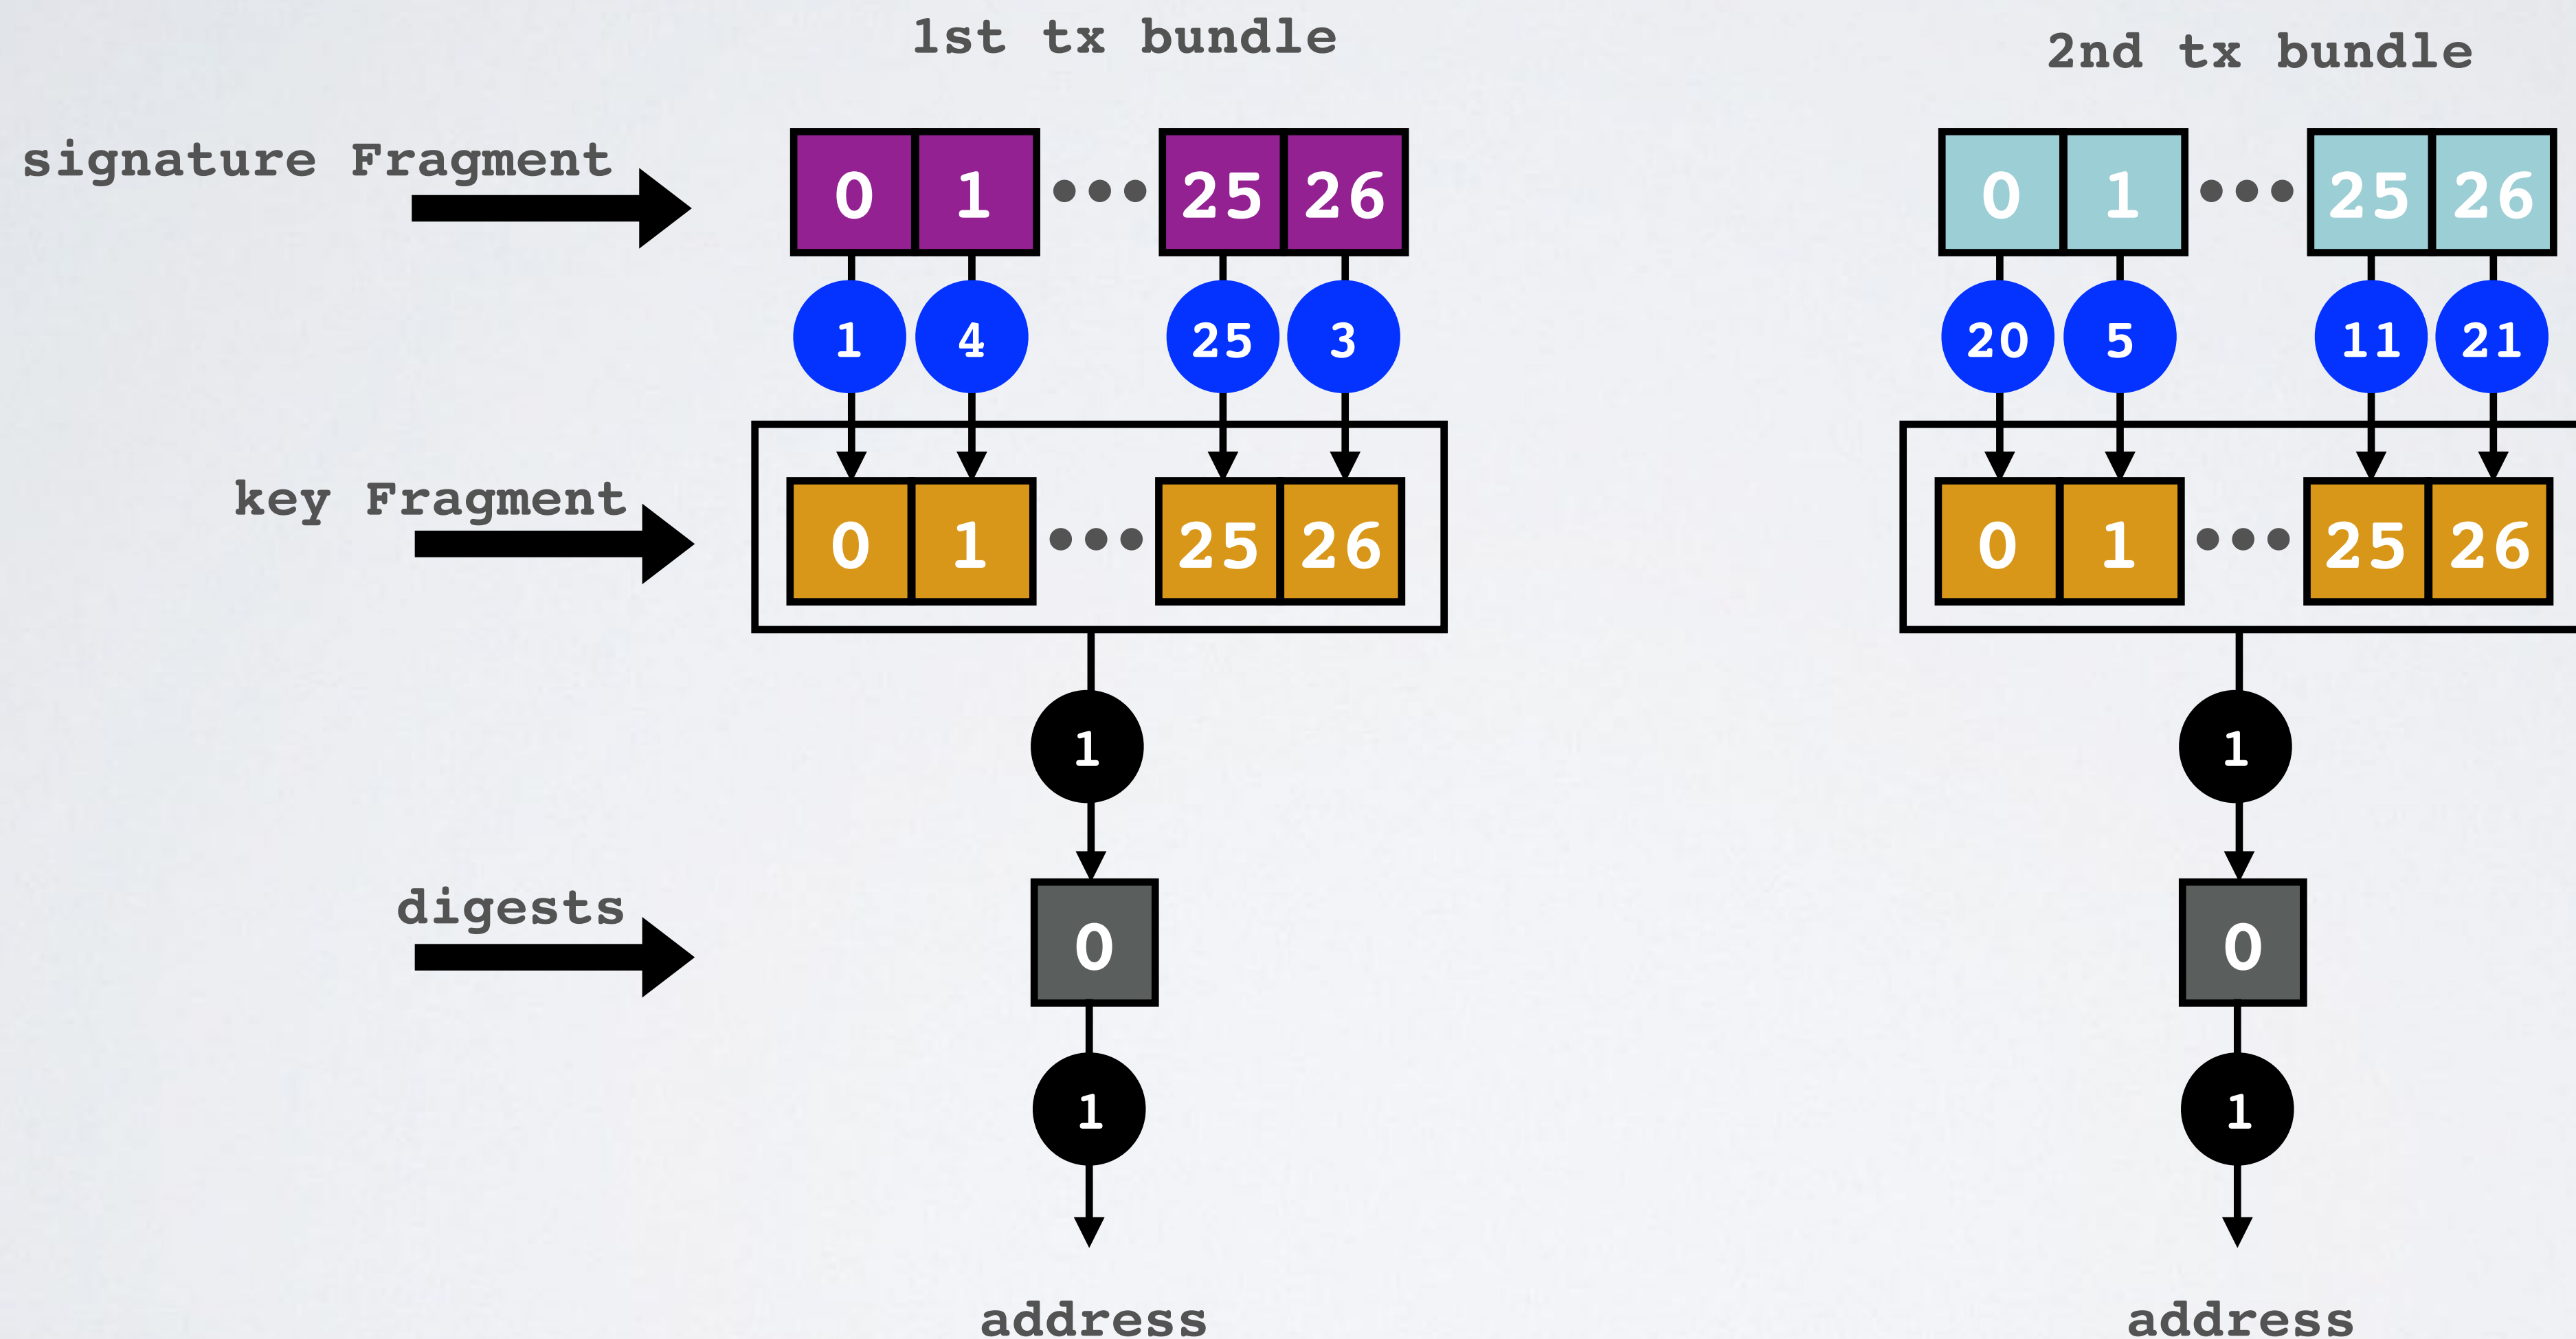 1st tx bundle
2nd tx bundle
signature Fragment
0 1 25 26
0 1 25 26
1 4 25 3
20 5 11 21
key Fragment
0 1 25 26
0 1 25 26
1
1
digests
0
0
1
1
address
address